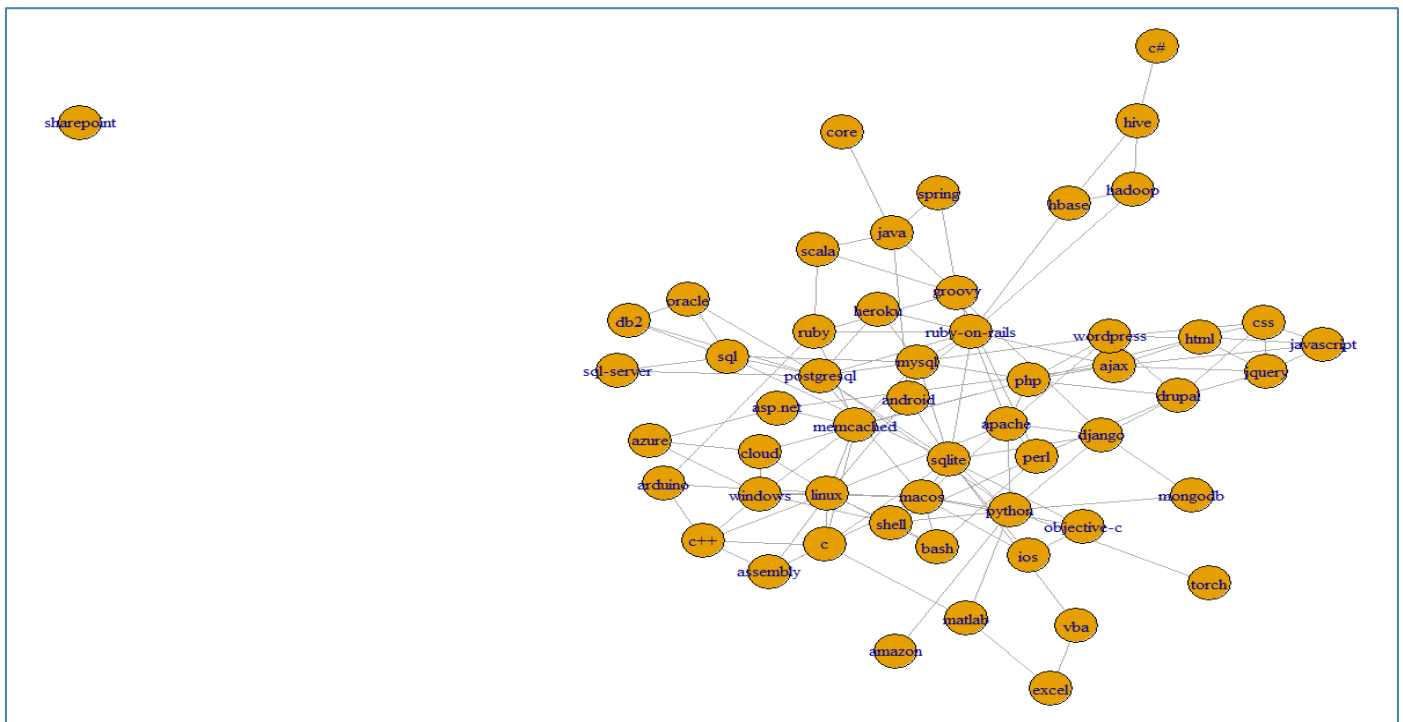 c#
sharepoint
hive
core
spring
hadoop
hbase
java
scala
groovy
oracle
heroku
db2
ruby
ruby-on-rails
css
wordpress
html
javascript
sql
mysql
sql-server
postgresql
ajax
jquery
php
android
drupal
asp.net
memcached
apache
django
azure
cloud
sqlite
perl
arduino
windows
linux
macos
mongodb
python
shell
objective-c
c++
c
bash
ios
assembly
torch
matlab
vba
amazon
excel